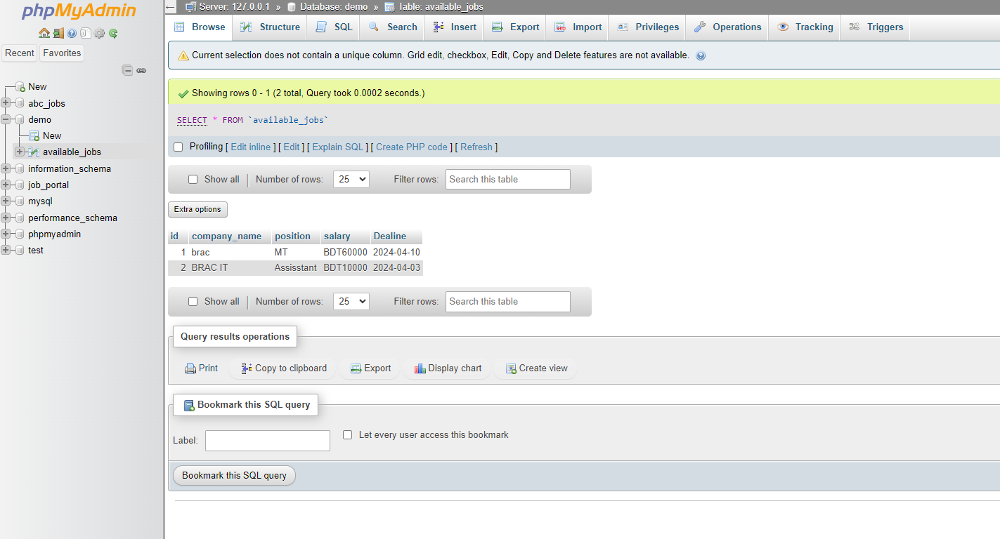 phpMyAdmin
Recent Favorites
New
abc_jobs
demo
New
available_jobs
information_schema
job_portal
mysql
performance_schema
phpmyadmin
test
Server: 127.0.0.1 » Database: demo » Table: available_jobs
Browse Structure SQL Search Insert Export Import Privileges Operations Tracking Triggers
Current selection does not contain a unique column. Grid edit, checkbox, Edit, Copy and Delete features are not available.
Showing rows 0 - 1 (2 total, Query took 0.0002 seconds.)
SELECT * FROM `available_jobs`
Profiling [ Edit inline ] [ Edit ] [ Explain SQL ] [ Create PHP code ] [ Refresh ]
Show all | Number of rows: 25 Filter rows: Search this table
Extra options
id company_name position salary Dealine
1 brac MT BDT60000 2024-04-10
2 BRAC IT Assisstant BDT10000 2024-04-03
Show all | Number of rows: 25 Filter rows: Search this table
Query results operations
Print Copy to clipboard Export Display chart Create view
Bookmark this SQL query
Label: Let every user access this bookmark
Bookmark this SQL query